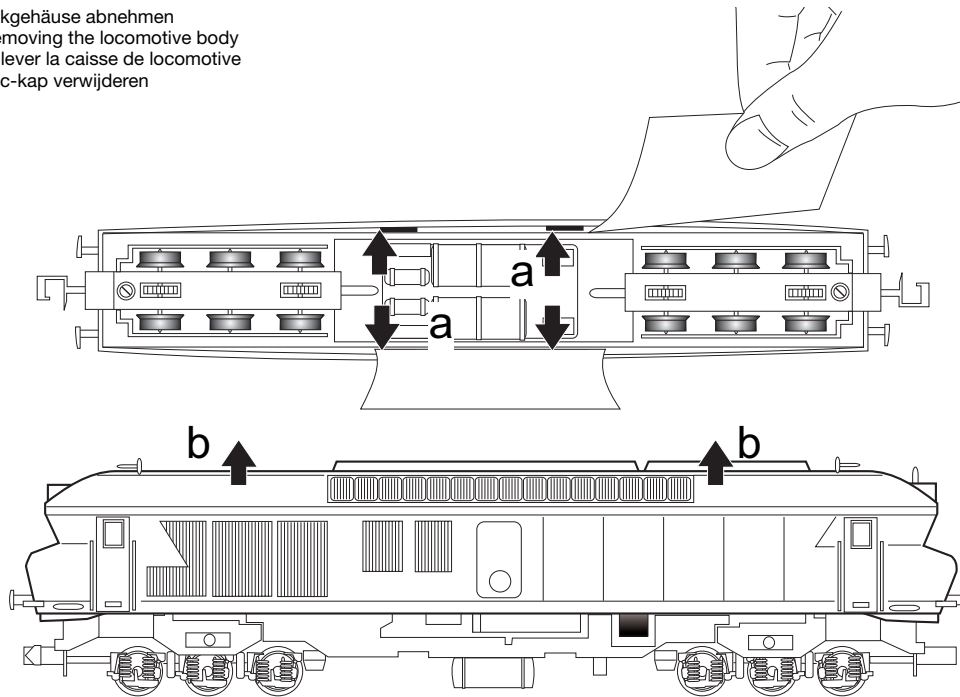 kgehäuse abnehmen
emoving the locomotive body
lever la caisse de locomotive
c-kap verwijderen
a
a
b
b